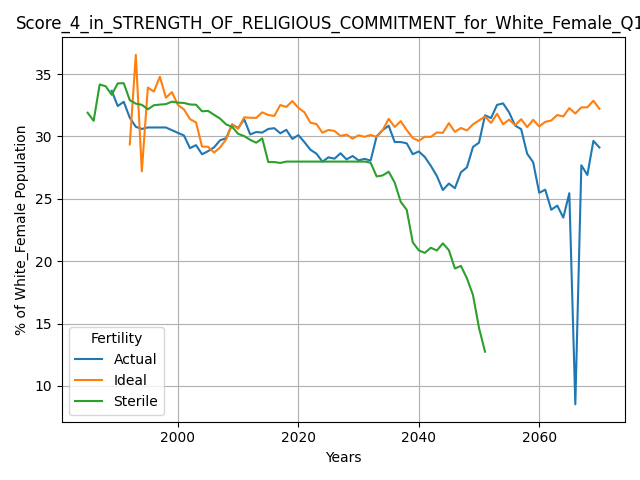 Score_4_in_STRENGTH_OF_RELIGIOUS_COMMITMENT_for_White_Female_Q1
% of White_Female Population
35
30
25
20
15
10
Fertility
Actual
Ideal
Sterile
2000
2020
2040
2060
Years